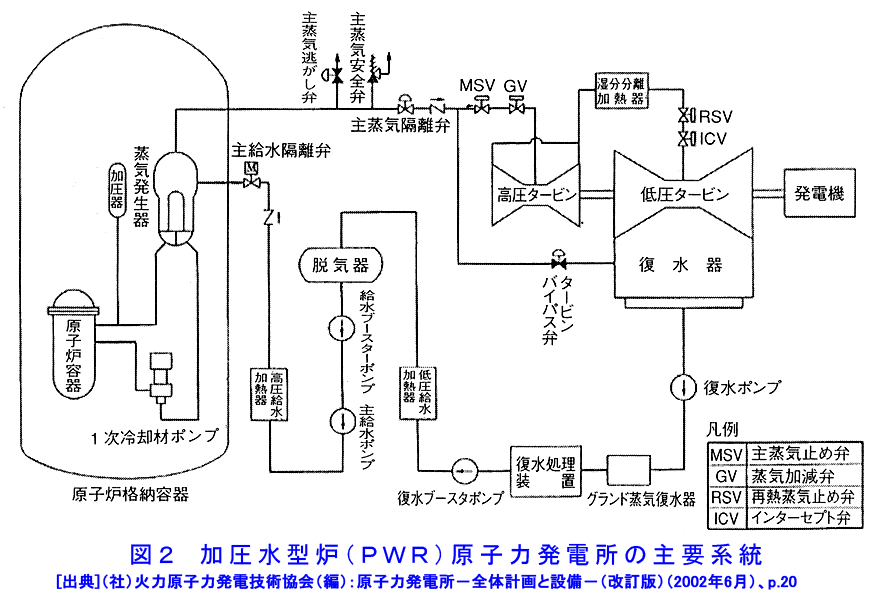 主蒸気逃がし弁
主蒸気安全弁
主蒸気隔離弁
MSV
GV
湿分分離
加熱器
RSV
ICV
蒸気発生器
加圧器
主給水隔離弁
M
高圧タービン
低圧タービン
発電機
復水器
脱気器
タービン
バイパス弁
給水ブースターポンプ
原子炉容器
高圧給水
加熱器
主給水ポンプ
低圧給水
加熱器
復水ポンプ
1次冷却材ポンプ
原子炉格納容器
復水ブースタポンプ
復水処理
装置
グランド蒸気復水器
凡例
MSV 主蒸気止め弁
GV 蒸気加減弁
RSV 再熱蒸気止め弁
ICV インターセプト弁
図2 加圧水型炉(PWR)原子力発電所の主要系統
[出典](社)火力原子力発電技術協会(編):原子力発電所-全体計画と設備-(改訂版)(2002年6月)、p.20